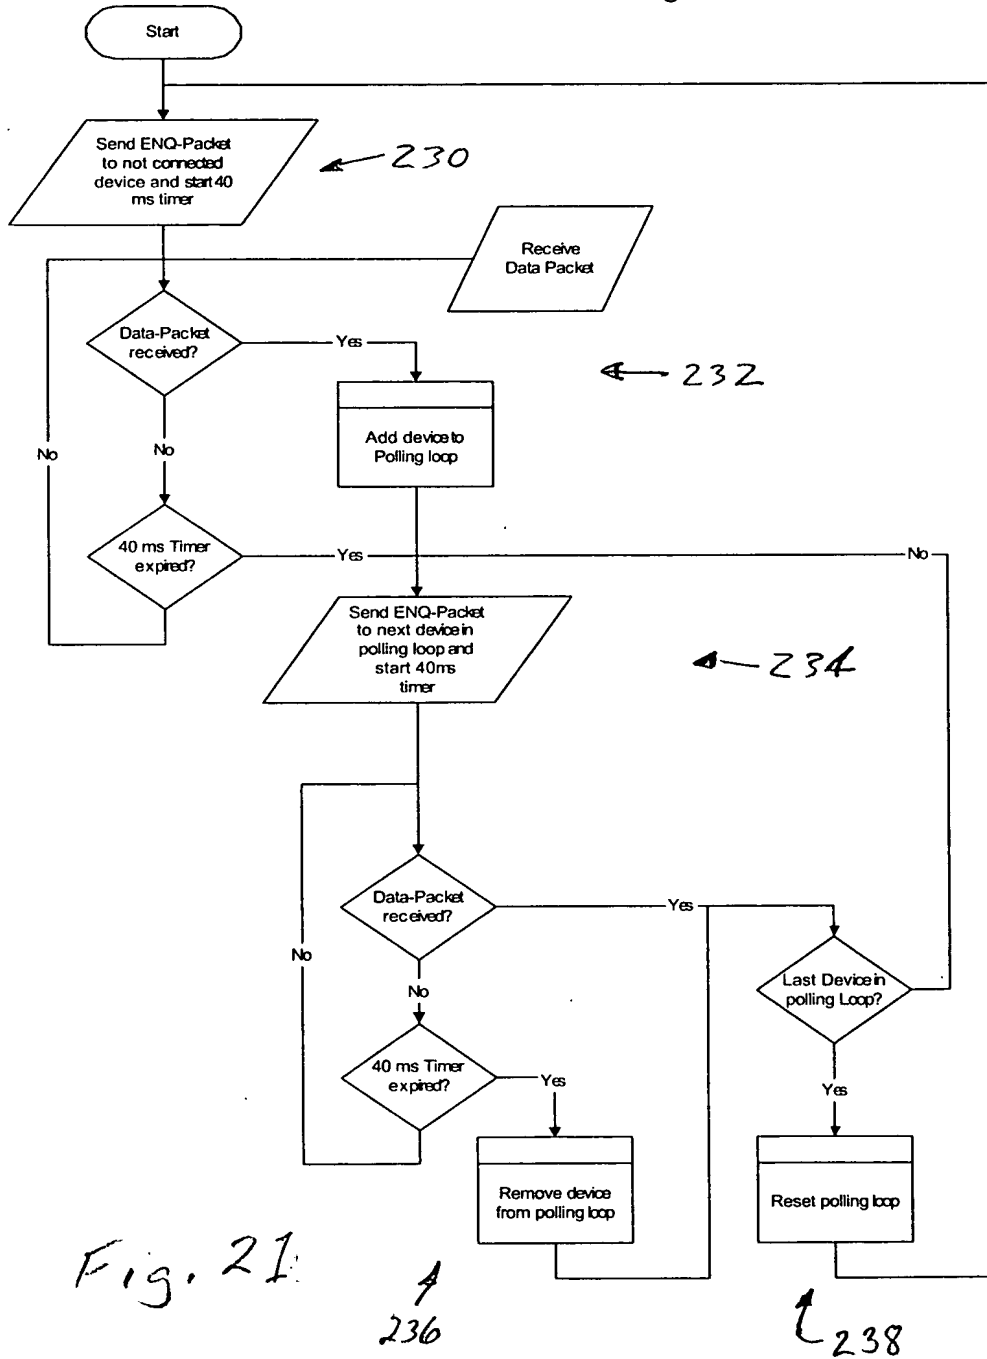 Start
Send ENQ-Packet
to not connected
device and start 40
ms timer
230
Receive
Data Packet
Data-Packet
received?
Yes
232
Add device to
Polling loop
No
No
40 ms Timer
expired?
Yes
No
Send ENQ-Packet
to next device in
polling loop and
start 40ms
timer
234
Data-Packet
received?
Yes
No
Last Device in
polling Loop?
No
40 ms Timer
expired?
Yes
Yes
Remove device
from polling loop
Reset polling loop
Fig. 21
236
238